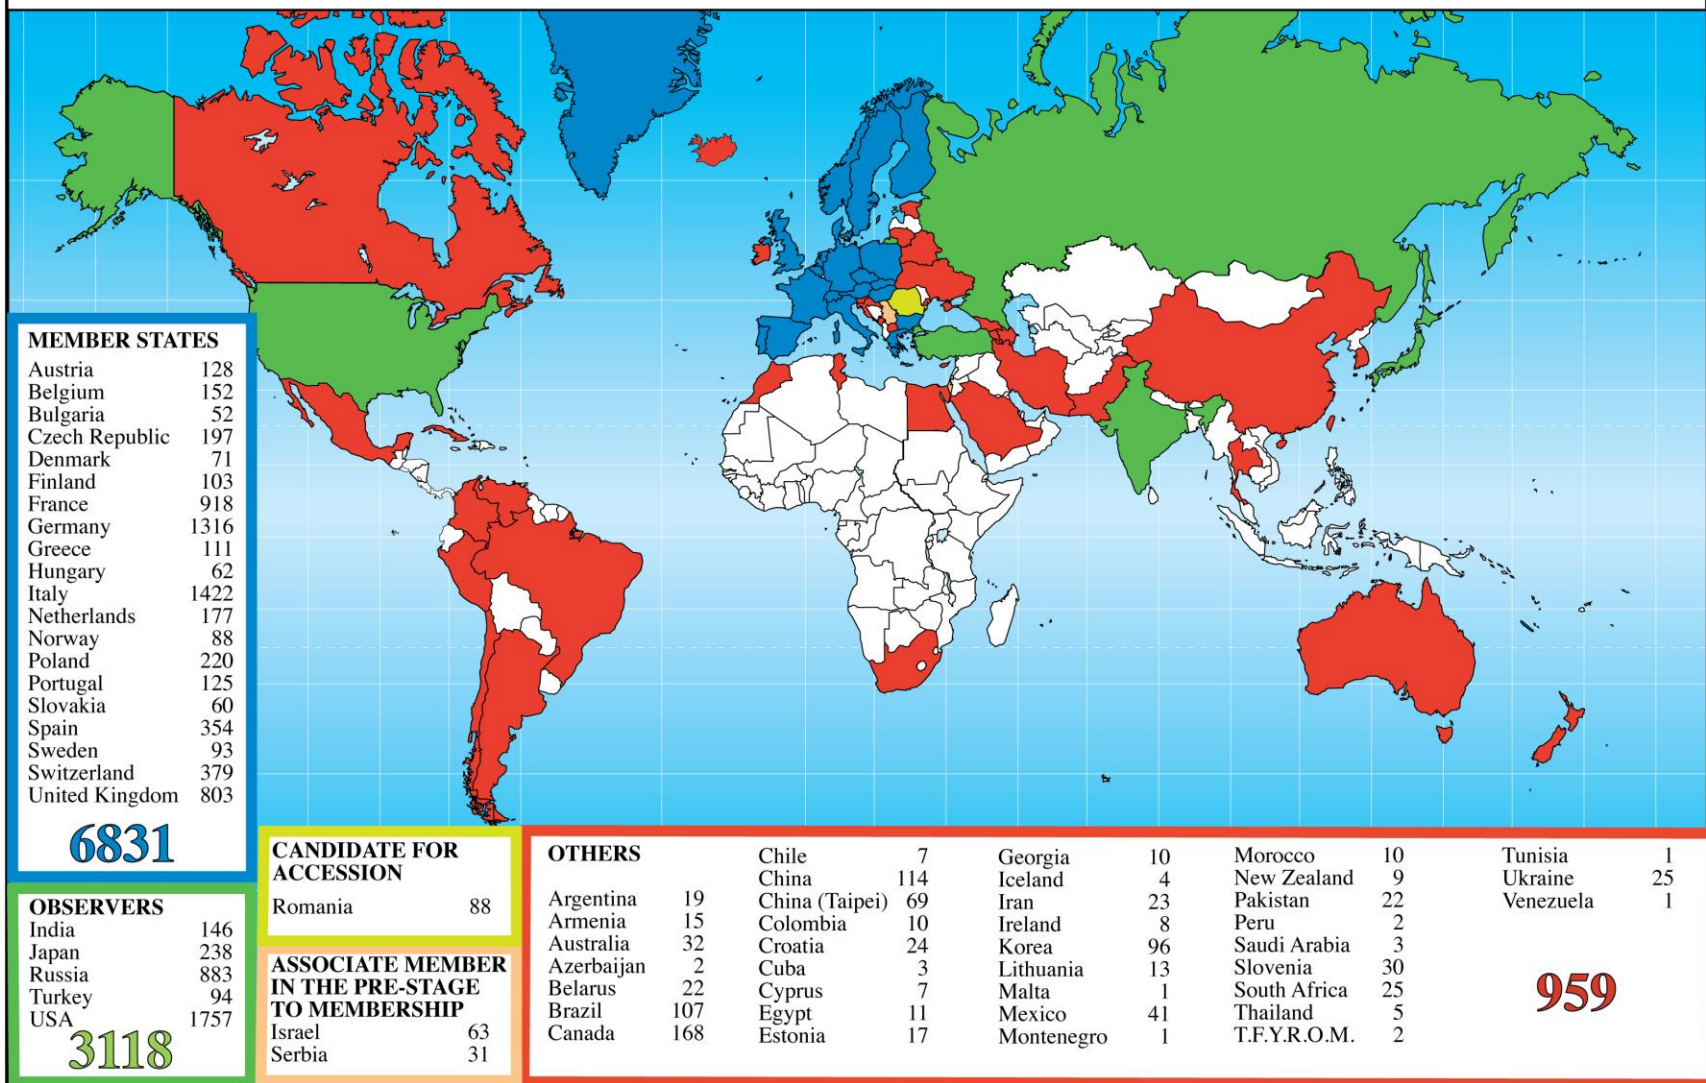 MEMBER STATES
Austria 128
Belgium 152
Bulgaria 52
Czech Republic 197
Denmark 71
Finland 103
France 918
Germany 1316
Greece 111
Hungary 62
Italy 1422
Netherlands 177
Norway 88
Poland 220
Portugal 125
Slovakia 60
Spain 354
Sweden 93
Switzerland 379
United Kingdom 803
6831
OBSERVERS
India 146
Japan 238
Russia 883
Turkey 94
USA 1757
3118
CANDIDATE FOR
ACCESSION
Romania 88
ASSOCIATE MEMBER
IN THE PRE-STAGE
TO MEMBERSHIP
Israel 63
Serbia 31
OTHERS
Argentina 19
Armenia 15
Australia 32
Azerbaijan 2
Belarus 22
Brazil 107
Canada 168
Chile 7
China 114
China (Taipei) 69
Colombia 10
Croatia 24
Cuba 3
Cyprus 7
Egypt 11
Estonia 17
Georgia 10
Iceland 4
Iran 23
Ireland 8
Korea 96
Lithuania 13
Malta 1
Mexico 41
Montenegro 1
Morocco 10
New Zealand 9
Pakistan 22
Peru 2
Saudi Arabia 3
Slovenia 30
South Africa 25
Thailand 5
T.F.Y.R.O.M. 2
Tunisia 1
Ukraine 25
Venezuela 1
959